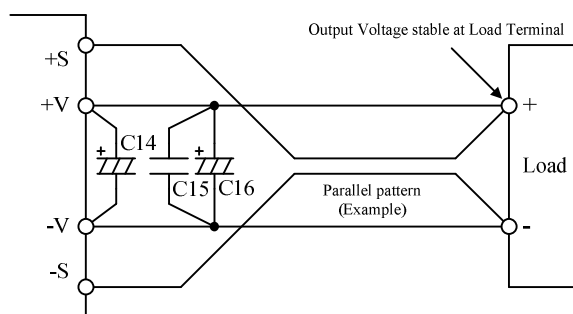 Output Voltage stable at Load Terminal
+S
+V
+
+ C14
+
Load
C15
C16
Parallel pattern
(Example)
-V
-
-S